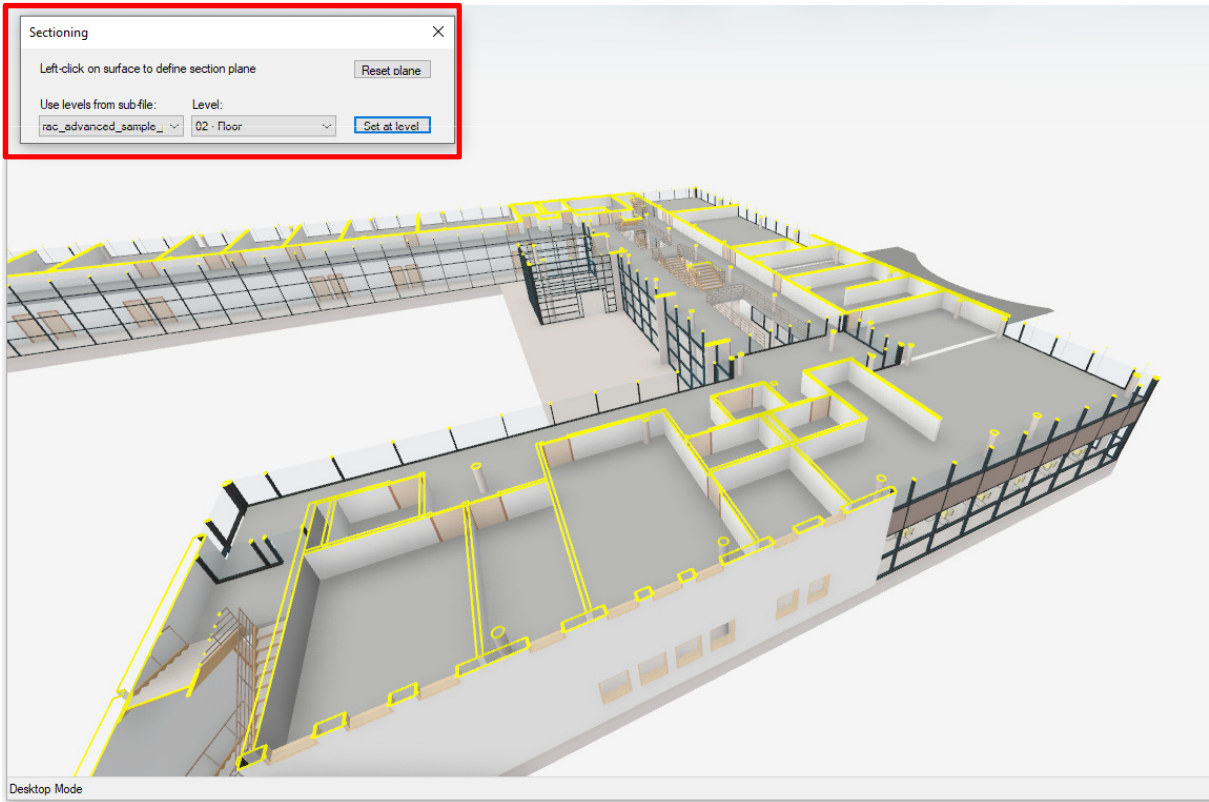 Sectioning
Left-click on surface to define section plane
Reset plane
Use levels from sub-file: Level:
rac_advanced_sample_ 02 - Floor Set at level
Desktop Mode